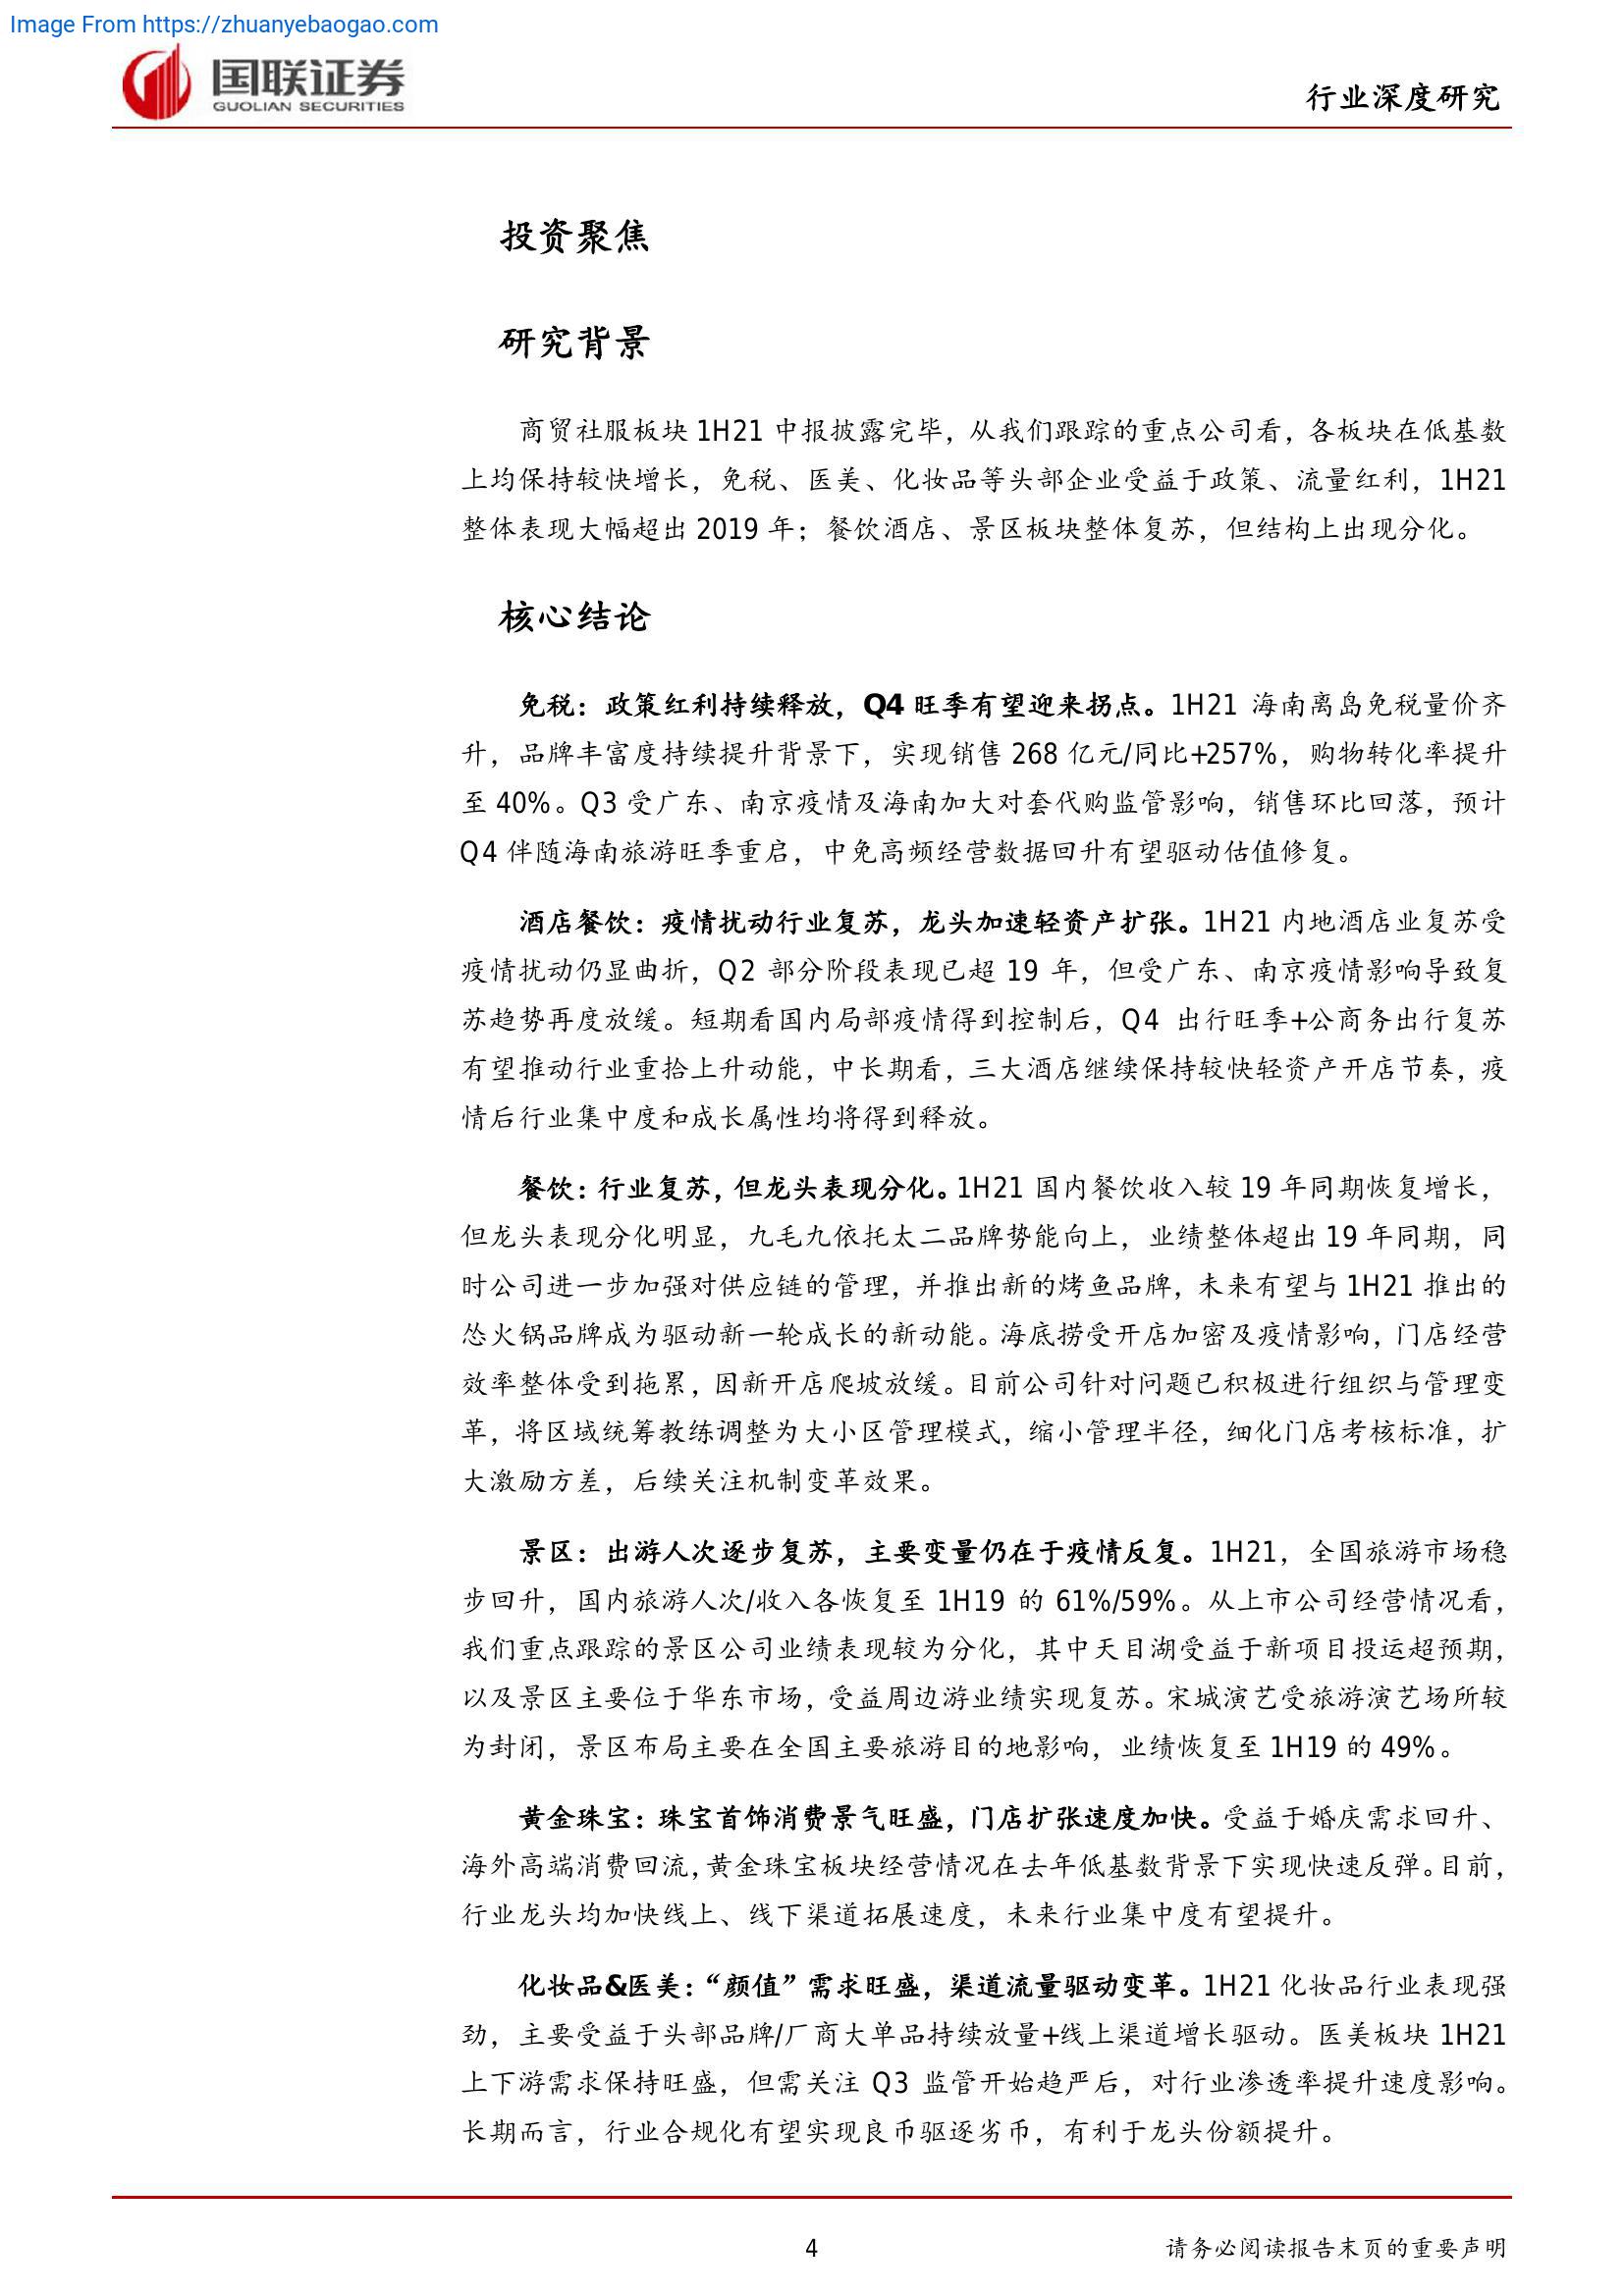 Image From https://zhuanyebaogao.com
国联证券
GUOLIAN SECURITIES
行业深度研究
投资聚焦
研究背景
商贸社服板块 1H21 中报披露完毕，从我们跟踪的重点公司看，各板块在低基数
上均保持较快增长，免税、医美、化妆品等头部企业受益于政策、流量红利，1H21
整体表现大幅超出 2019 年；餐饮酒店、景区板块整体复苏，但结构上出现分化。
核心结论
免税：政策红利持续释放，Q4 旺季有望迎来拐点。1H21 海南离岛免税量价齐
升，品牌丰富度持续提升背景下，实现销售 268 亿元/同比+257%，购物转化率提升
至 40%。Q3 受广东、南京疫情及海南加大对套代购监管影响，销售环比回落，预计
Q4 伴随海南旅游旺季重启，中免高频经营数据回升有望驱动估值修复。
酒店餐饮：疫情扰动行业复苏，龙头加速轻资产扩张。1H21 内地酒店业复苏受
疫情扰动仍显曲折，Q2 部分阶段表现已超 19 年，但受广东、南京疫情影响导致复
苏趋势再度放缓。短期看国内局部疫情得到控制后，Q4 出行旺季+公商务出行复苏
有望推动行业重拾上升动能，中长期看，三大酒店继续保持较快轻资产开店节奏，疫
情后行业集中度和成长属性均将得到释放。
餐饮：行业复苏，但龙头表现分化。1H21 国内餐饮收入较 19 年同期恢复增长，
但龙头表现分化明显，九毛九依托太二品牌势能向上，业绩整体超出 19 年同期，同
时公司进一步加强对供应链的管理，并推出新的烤鱼品牌，未来有望与 1H21 推出的
怂火锅品牌成为驱动新一轮成长的新动能。海底捞受开店加密及疫情影响，门店经营
效率整体受到拖累，因新开店爬坡放缓。目前公司针对问题已积极进行组织与管理变
革，将区域统筹教练调整为大小区管理模式，缩小管理半径，细化门店考核标准，扩
大激励方差，后续关注机制变革效果。
景区：出游人次逐步复苏，主要变量仍在于疫情反复。1H21，全国旅游市场稳
步回升，国内旅游人次/收入各恢复至 1H19 的 61%/59%。从上市公司经营情况看，
我们重点跟踪的景区公司业绩表现较为分化，其中天目湖受益于新项目投运超预期，
以及景区主要位于华东市场，受益周边游业绩实现复苏。宋城演艺受旅游演艺场所较
为封闭，景区布局主要在全国主要旅游目的地影响，业绩恢复至 1H19 的 49%。
黄金珠宝：珠宝首饰消费景气旺盛，门店扩张速度加快。受益于婚庆需求回升、
海外高端消费回流，黄金珠宝板块经营情况在去年低基数背景下实现快速反弹。目前，
行业龙头均加快线上、线下渠道拓展速度，未来行业集中度有望提升。
化妆品&医美：“颜值”需求旺盛，渠道流量驱动变革。1H21 化妆品行业表现强
劲，主要受益于头部品牌/厂商大单品持续放量+线上渠道增长驱动。医美板块 1H21
上下游需求保持旺盛，但需关注 Q3 监管开始趋严后，对行业渗透率提升速度影响。
长期而言，行业合规化有望实现良币驱逐劣币，有利于龙头份额提升。
4
请务必阅读报告末页的重要声明